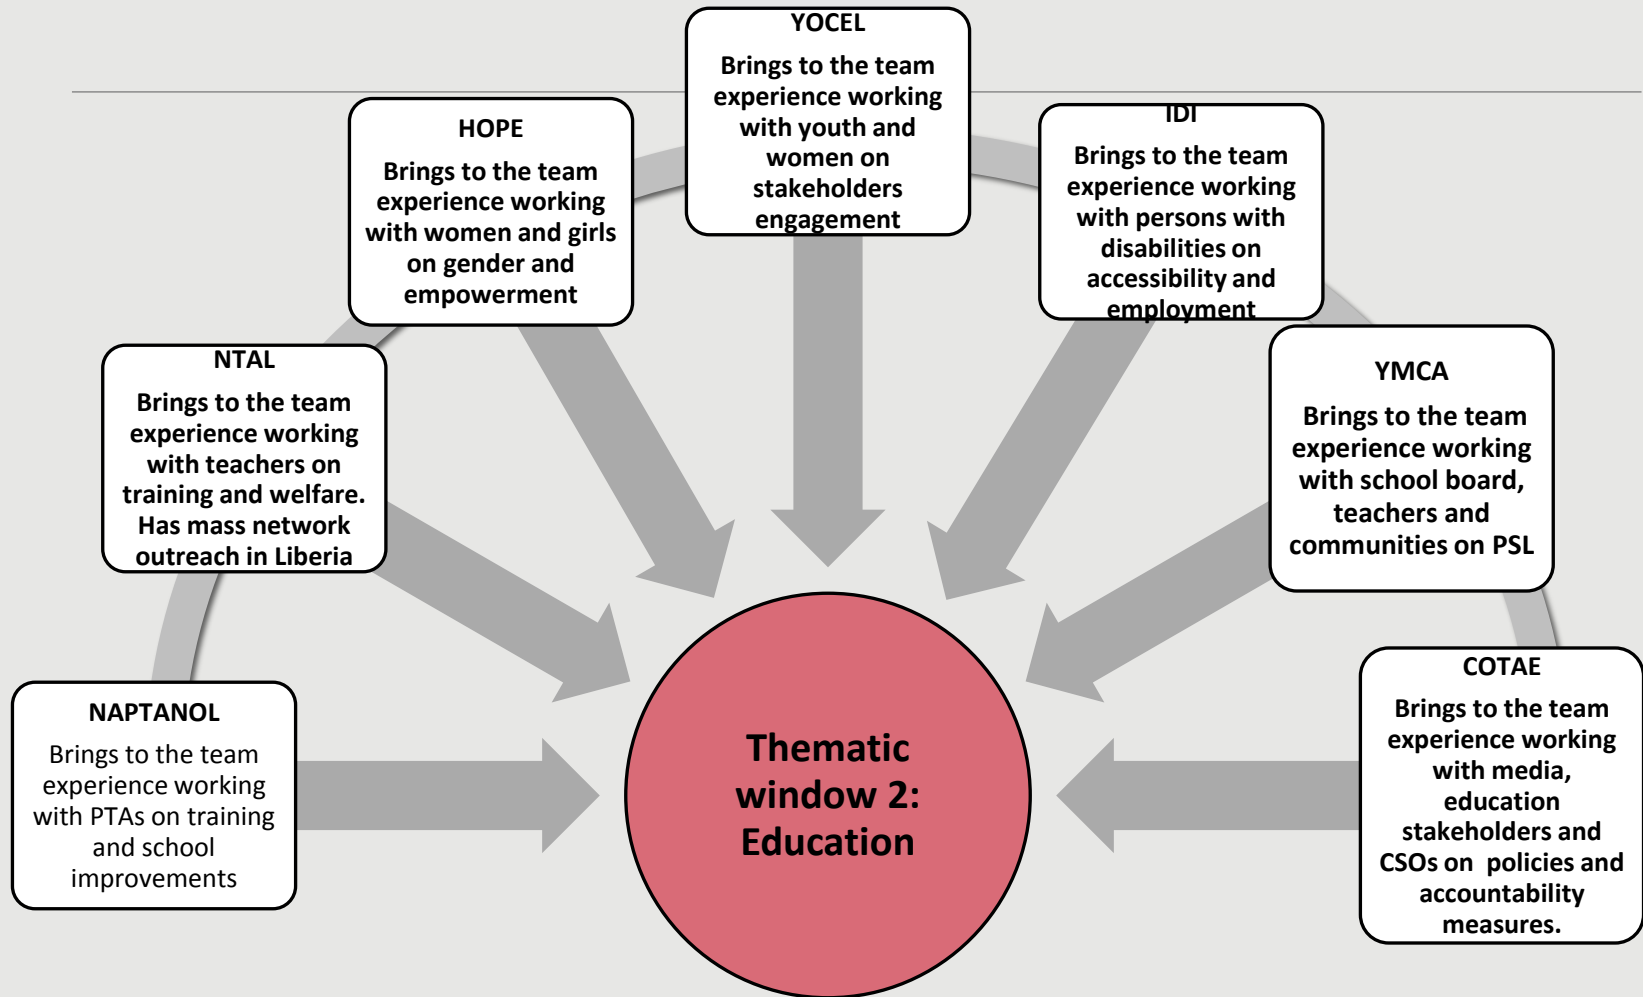 YOCEL
Brings to the team
experience working
with youth and
women on
stakeholders
engagement
HOPE
Brings to the team
experience working
with women and girls
on gender and
empowerment
IDI
Brings to the team
experience working
with persons with
disabilities on
accessibility and
employment
NTAL
Brings to the team
experience working
with teachers on
training and welfare.
Has mass network
outreach in Liberia
YMCA
Brings to the team
experience working
with school board,
teachers and
communities on PSL
NAPTANOL
Brings to the team
experience working
with PTAs on training
and school
improvements
COTAE
Brings to the team
experience working
with media,
education
stakeholders and
CSOs on policies and
accountability
measures.
Thematic
window 2:
Education